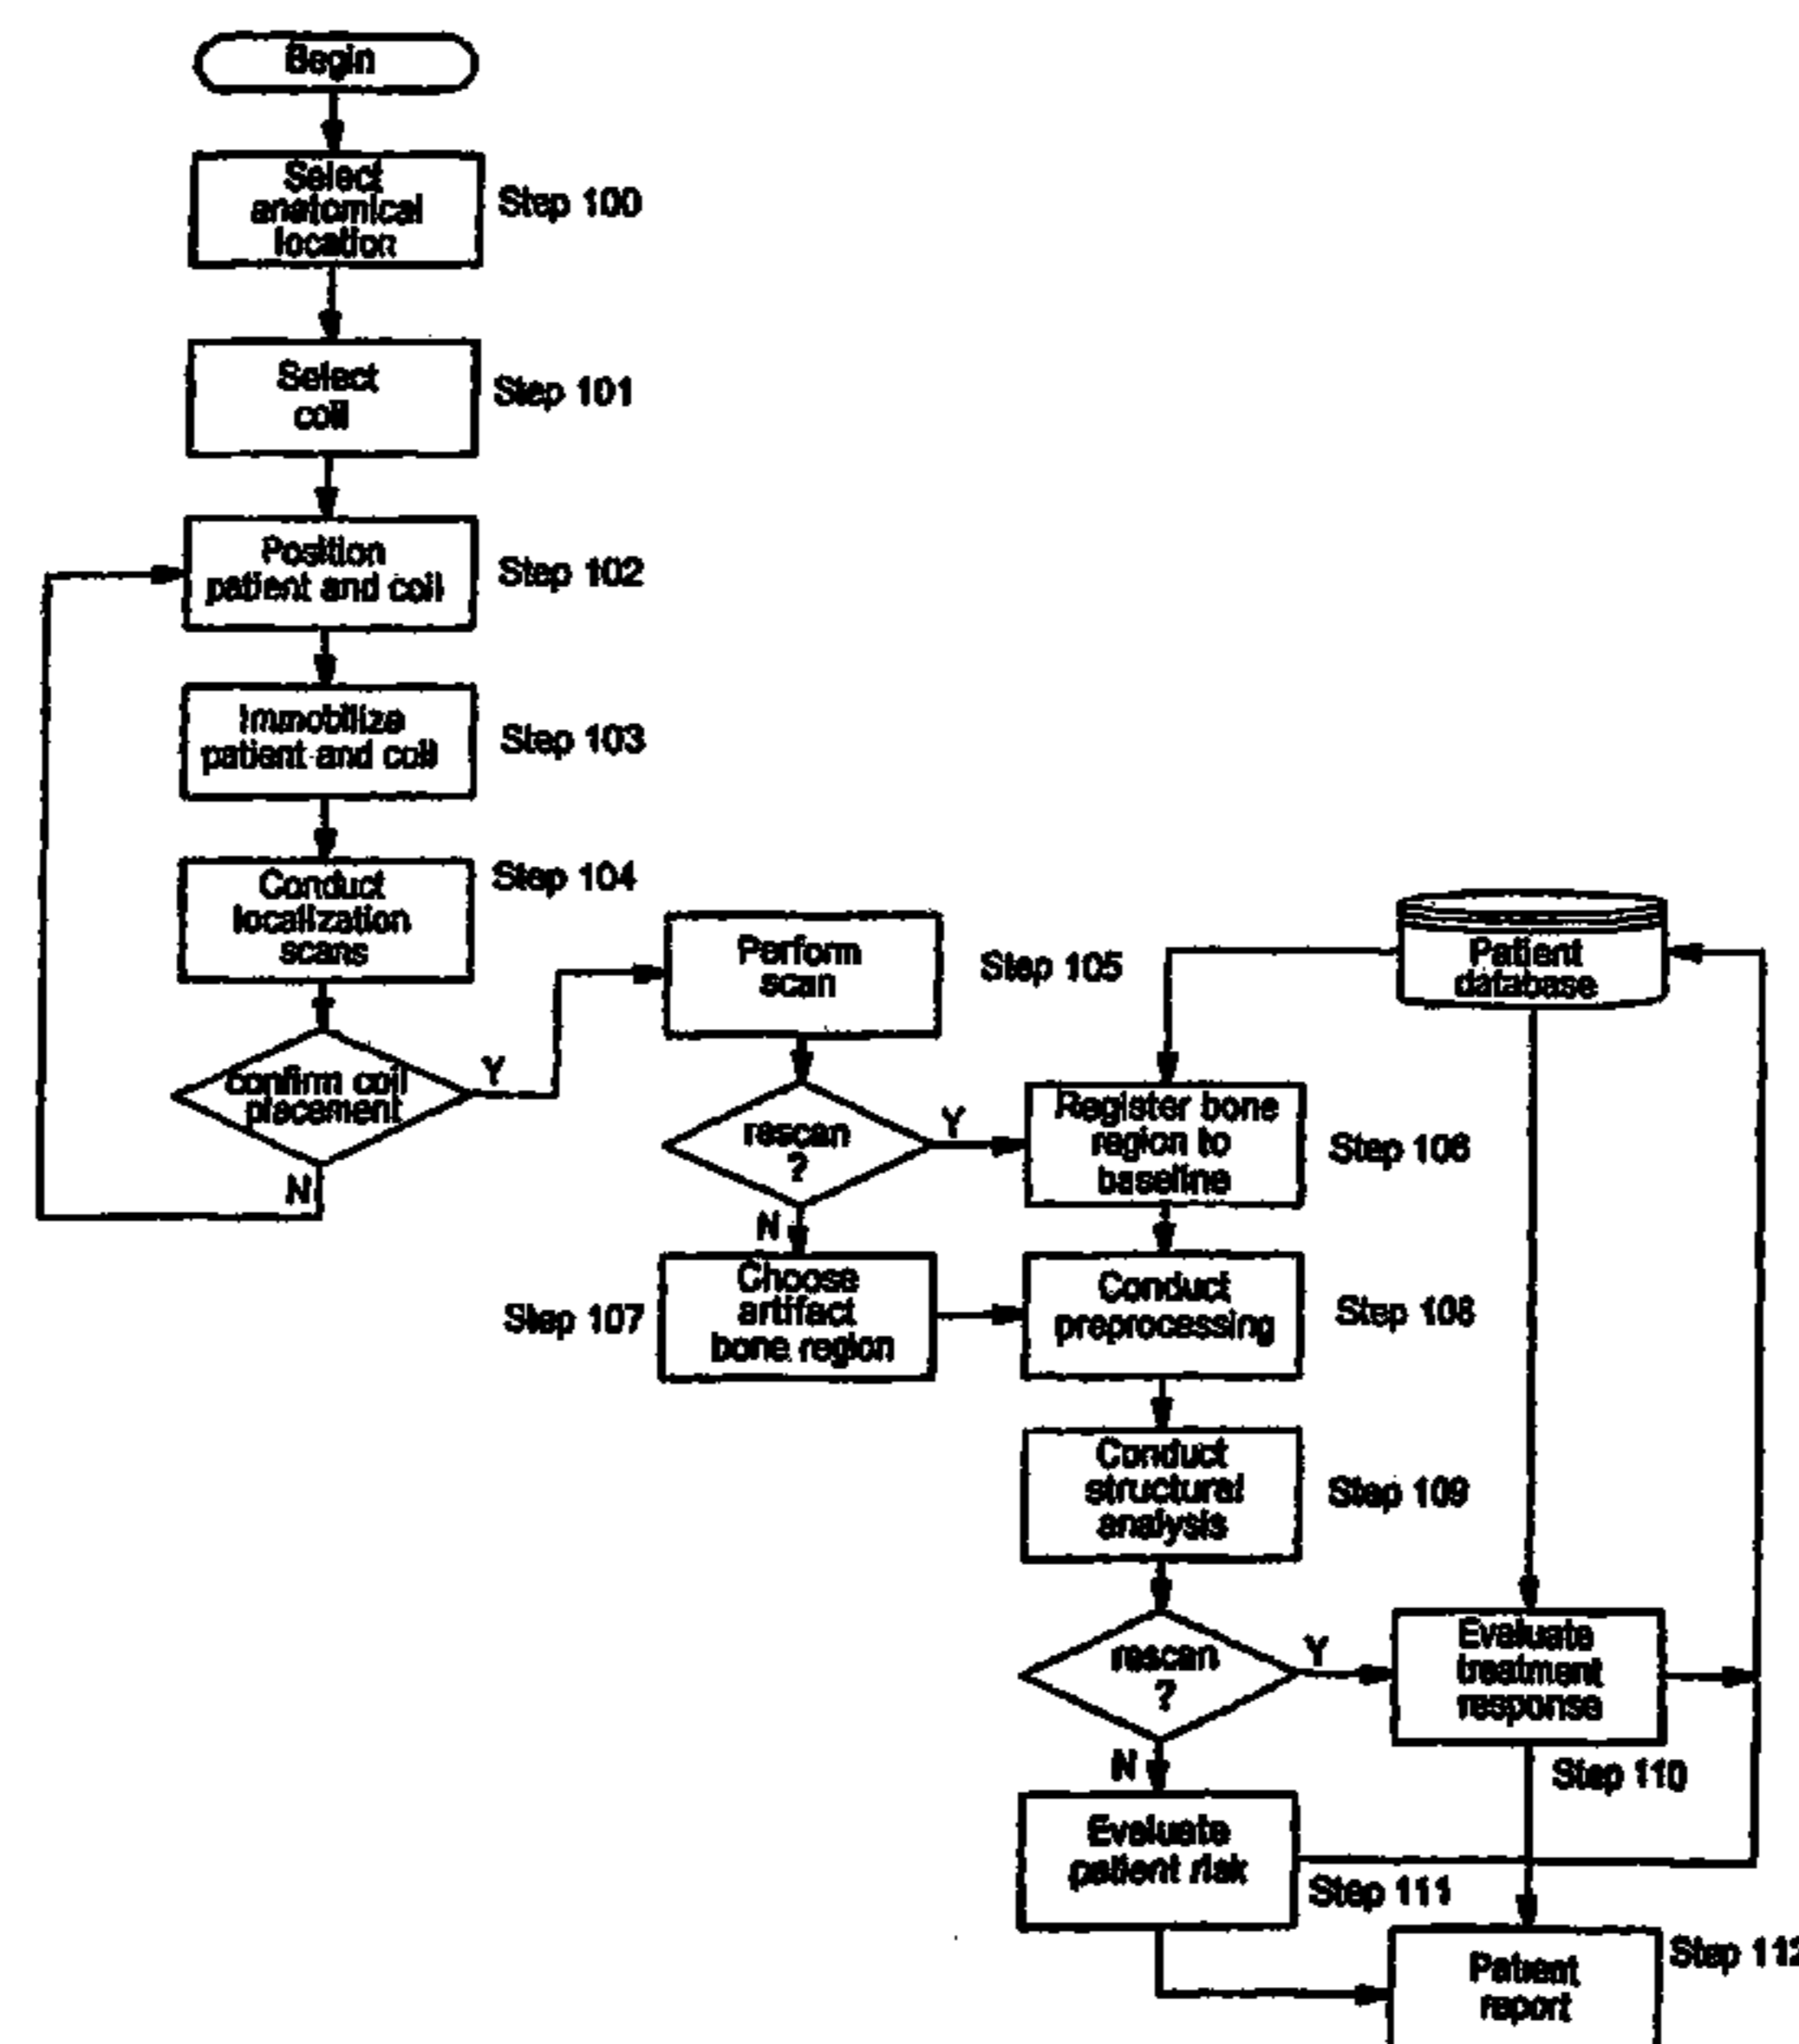 Begin
Select
anatomical
location
Step 100
Select
coil
Step 101
Position
patient and coil
Step 102
Immobilize
patient and coil
Step 103
Conduct
localization
scans
Step 104
confirm coil
placement
Y
N
Perform
scan
Step 105
rescan
?
Y
N
Patient
database
Register bone
region to
baseline
Step 106
Step 107
Choose
artifact
bone region
Conduct
preprocessing
Step 108
Conduct
structural
analysis
Step 109
rescan
?
Y
N
Evaluate
treatment
response
Step 110
Evaluate
patient risk
Step 111
Patient
report
Step 112